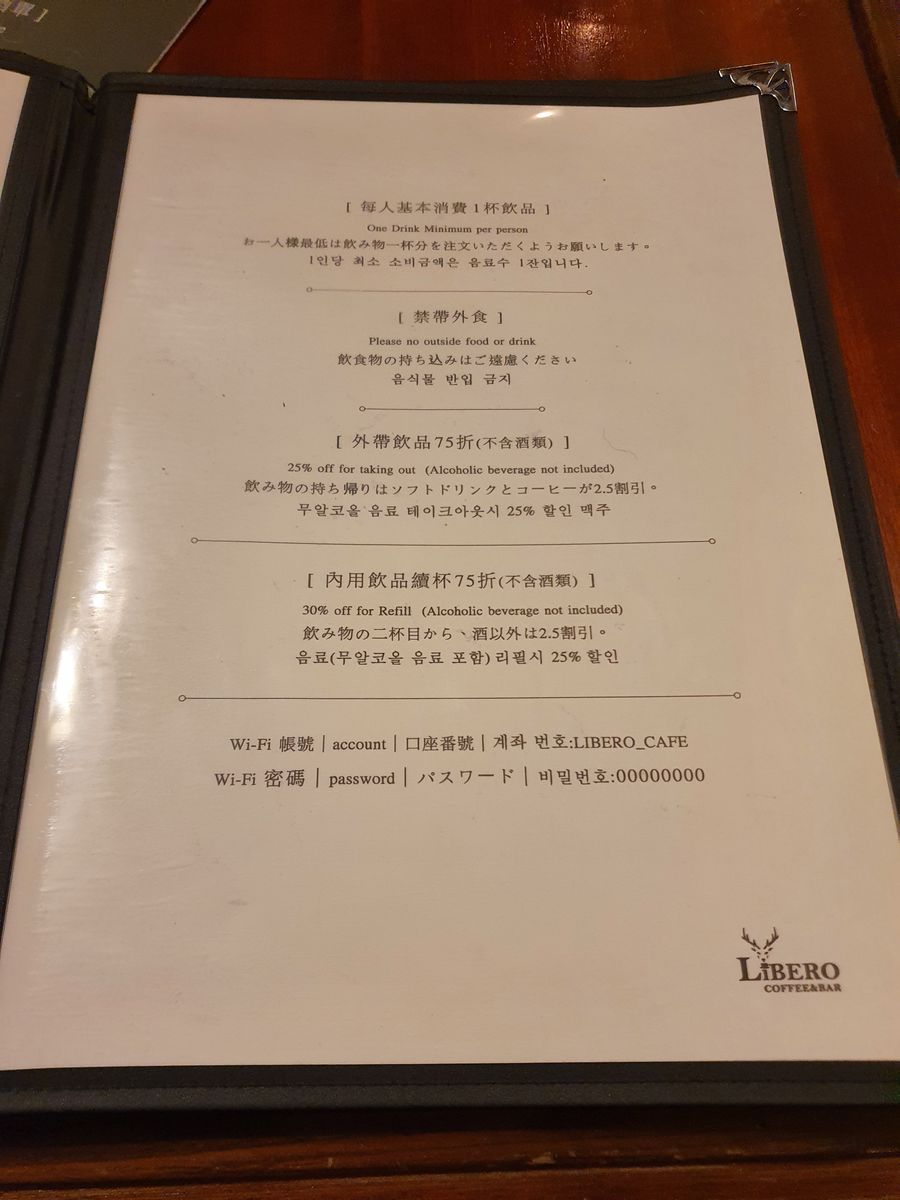 [ 每人基本消費 1杯飲品 ]
One Drink Minimum per person
お一人様最低は飲み物一杯分を注文いただくようお願いします。
1인당 최소 소비금액은 음료수 1잔입니다.
[ 禁帶外食 ]
Please no outside food or drink
飲食物の持ち込みはご遠慮ください
음식물 반입 금지
[ 外帶飲品75折(不含酒類) ]
25% off for taking out (Alcoholic beverage not included)
飲み物の持ち帰りはソフトドリンクとコーヒーが2.5割引。
무알코올 음료 테이크아웃시 25% 할인 맥주
[ 內用飲品續杯75折(不含酒類) ]
30% off for Refill (Alcoholic beverage not included)
飲み物の二杯目から、酒以外は2.5割引。
음료(무알코올 음료 포함) 리필시 25% 할인
Wi-Fi 帳號 | account | 口座番號 | 계좌 번호:LIBERO_CAFE
Wi-Fi 密碼 | password | パスワード | 비밀번호:00000000
LiBERO
COFFEE&BAR